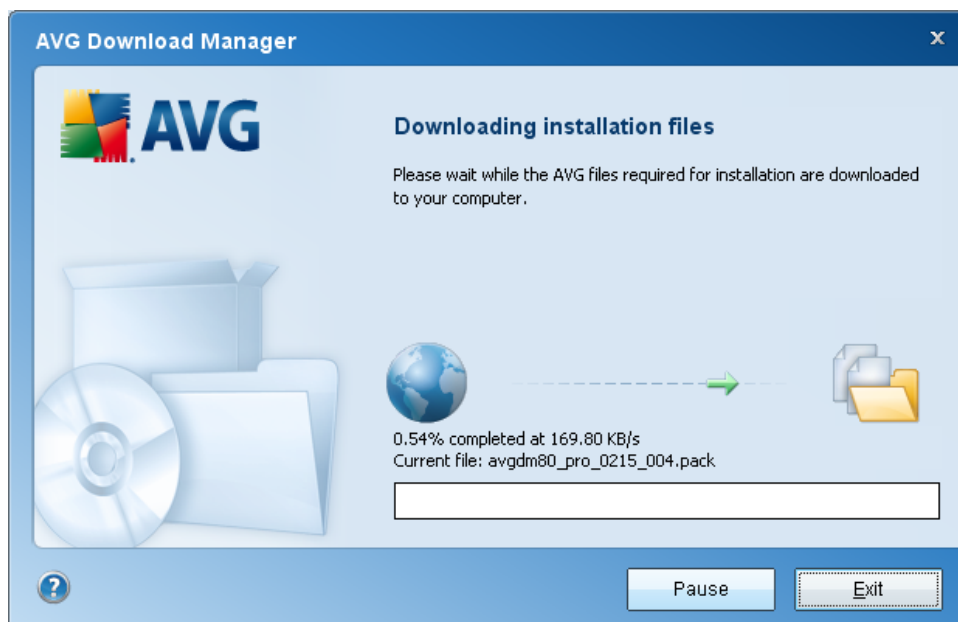 AVG Download Manager
x
AVG
Downloading installation files
Please wait while the AVG files required for installation are downloaded
to your computer.
0.54% completed at 169.80 KB/s
Current file: avgdm80_pro_0215_004.pack
?
Pause
Exit